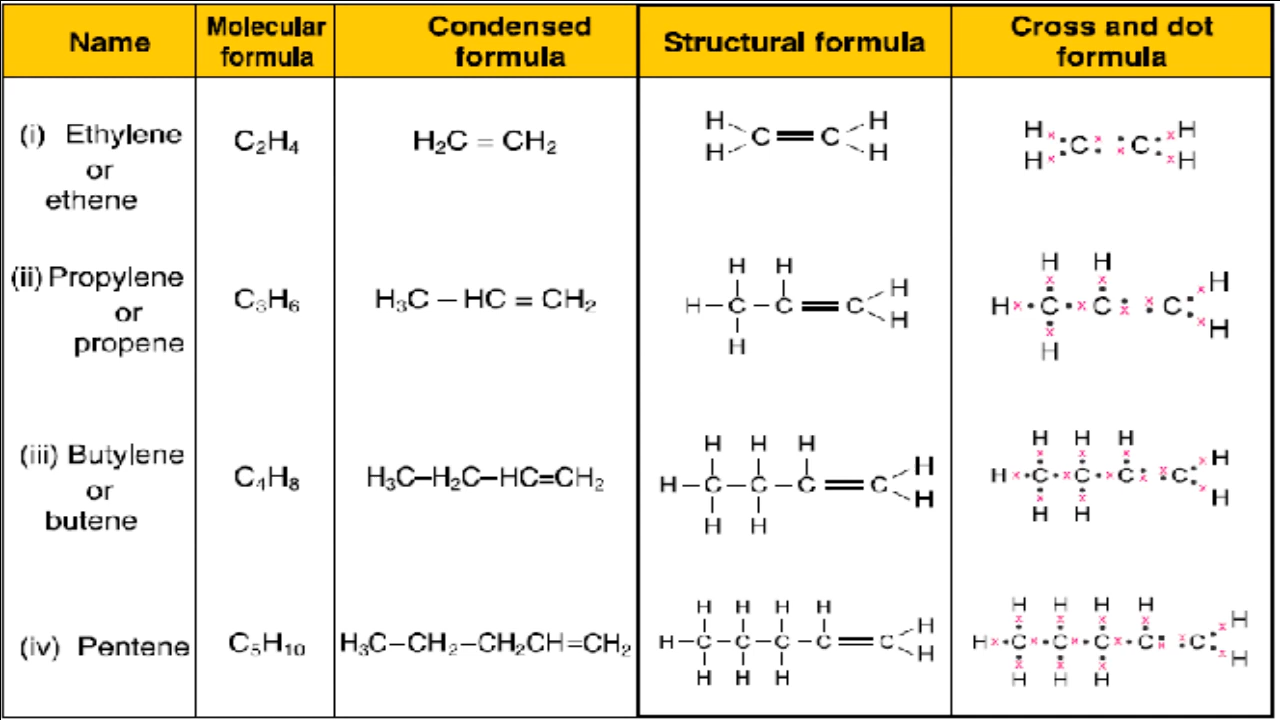 Name
Molecular
formula
Condensed
formula
Structural formula
Cross and dot
formula
(i) Ethylene
or
ethene
C₂H₄
H₂C = CH₂
H H
C C
H H
H H
C C
H H
(ii) Propylene
or
propene
C₃H₆
H₃C – HC = CH₂
H H
H
H–C–C═C
H
H
H H
H
H C C C
H
H
(iii) Butylene
or
butene
C₄H₈
H₃C–H₂C–HC=CH₂
H H H
H
H–C–C–C═C
H
H H
H H H
H
H C C C C
H
H H
(iv) Pentene
C₅H₁₀
H₃C–CH₂–CH₂CH=CH₂
H H H H
H
H–C–C–C–C═C
H
H H H
H H H H
H
H C C C C C
H
H H H